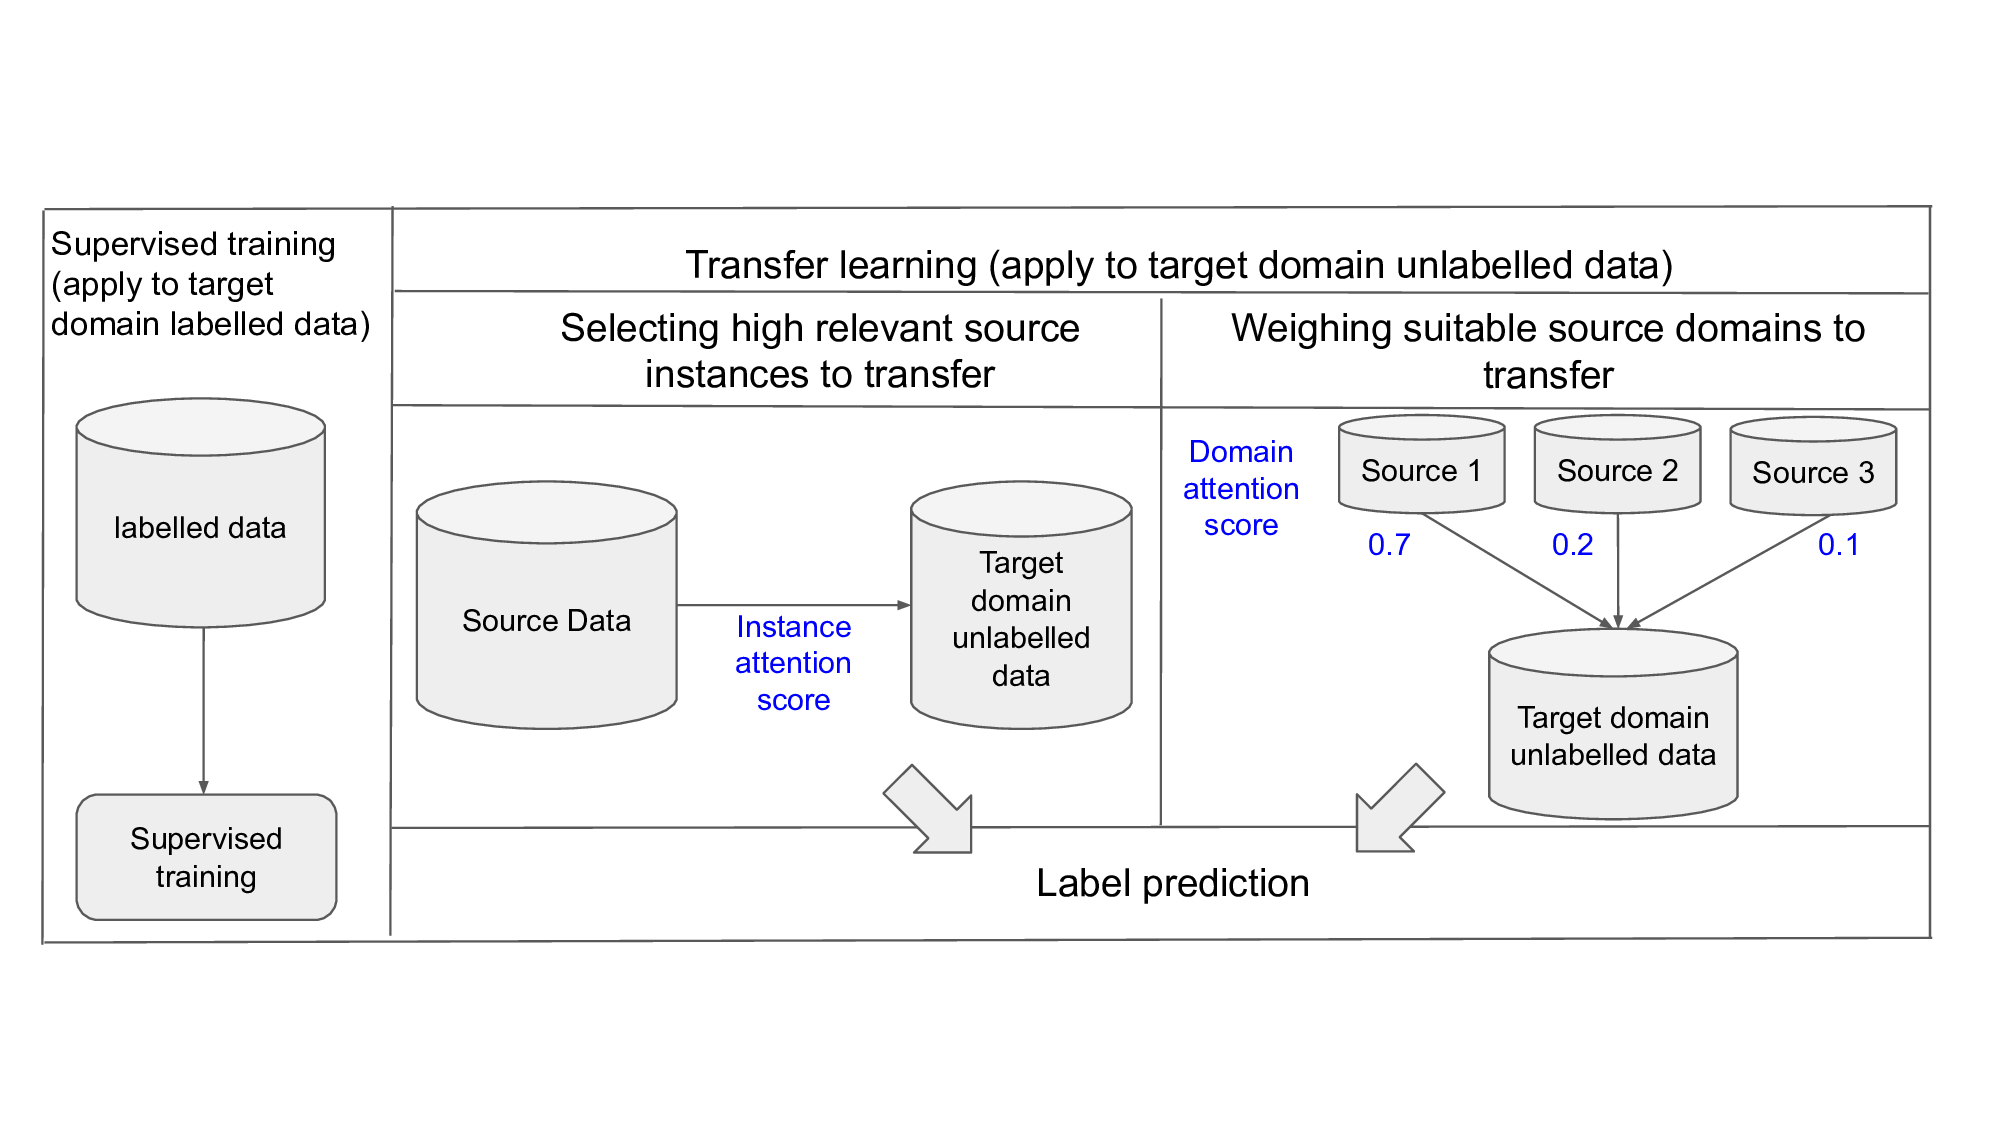 Supervised training
(apply to target
domain labelled data)
labelled data
Supervised
training
Transfer learning (apply to target domain unlabelled data)
Selecting high relevant source
instances to transfer
Source Data
Instance
attention
score
Target
domain
unlabelled
data
Weighing suitable source domains to
transfer
Domain
attention
score
Source 1
Source 2
Source 3
0.7
0.2
0.1
Target domain
unlabelled data
Label prediction